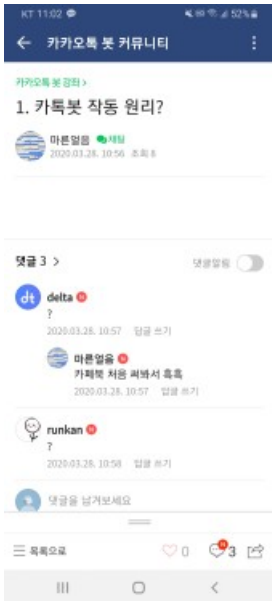 KT 11:02
52%
카카오톡 봇 커뮤니티
카카오톡 봇 강좌 >
1. 카톡봇 작동 원리?
마른얼음 채팅
2020.03.28. 10:56 조회 8
댓글 3 >
댓글알림
dt delta N
?
2020.03.28. 10:57 답글 쓰기
마른얼음 N
카페북 처음 써봐서 흑흑
2020.03.28. 10:57 답글 쓰기
runkan N
?
2020.03.28. 10:58 답글 쓰기
댓글을 남겨보세요
목록으로
0
N
3